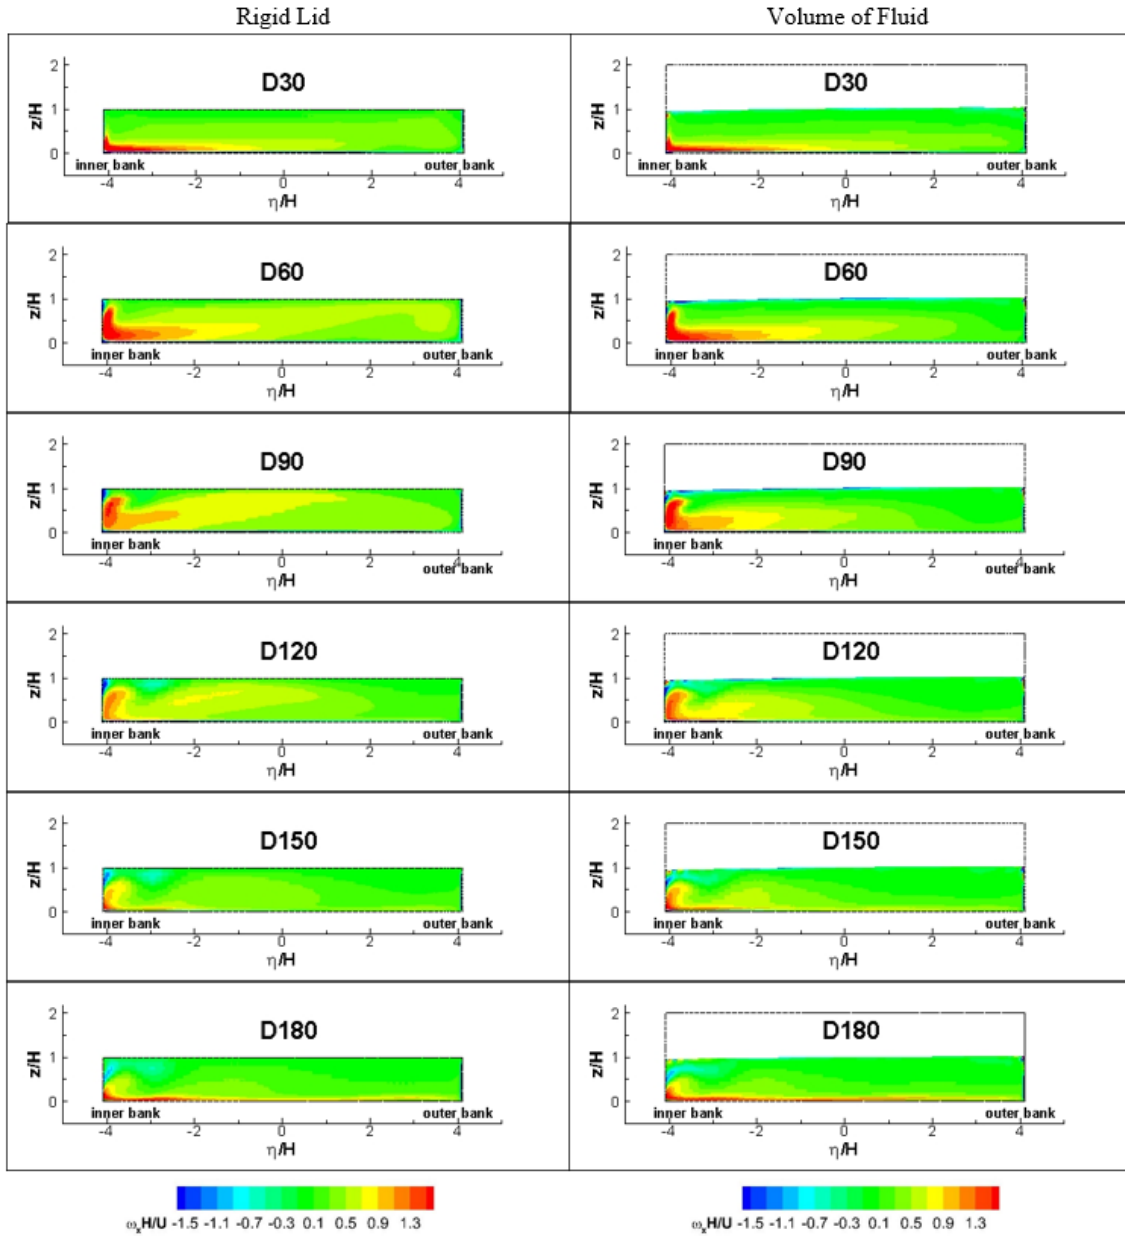 Rigid Lid
Volume of Fluid
D30
2
1
0
z/H
inner bank
outer bank
-4 -2 0 2 4
η/H
D30
2
1
0
z/H
inner bank
outer bank
-4 -2 0 2 4
η/H
D60
2
1
0
z/H
inner bank
outer bank
-4 -2 0 2 4
η/H
D60
2
1
0
z/H
inner bank
outer bank
-4 -2 0 2 4
η/H
D90
2
1
0
z/H
inner bank
outer bank
-4 -2 0 2 4
η/H
D90
2
1
0
z/H
inner bank
outer bank
-4 -2 0 2 4
η/H
D120
2
1
0
z/H
inner bank
outer bank
-4 -2 0 2 4
η/H
D120
2
1
0
z/H
inner bank
outer bank
-4 -2 0 2 4
η/H
D150
2
1
0
z/H
inner bank
outer bank
-4 -2 0 2 4
η/H
D150
2
1
0
z/H
inner bank
outer bank
-4 -2 0 2 4
η/H
D180
2
1
0
z/H
inner bank
outer bank
-4 -2 0 2 4
η/H
D180
2
1
0
z/H
inner bank
outer bank
-4 -2 0 2 4
η/H
ωₓH/U -1.5 -1.1 -0.7 -0.3 0.1 0.5 0.9 1.3
ωₓH/U -1.5 -1.1 -0.7 -0.3 0.1 0.5 0.9 1.3